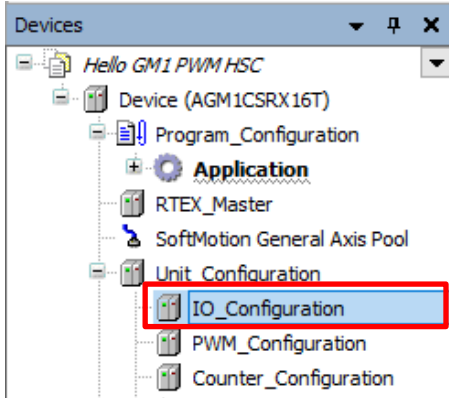 Devices
Hello GM1 PWM HSC
Device (AGM1CSRX16T)
Program_Configuration
Application
RTEX_Master
SoftMotion General Axis Pool
Unit_Configuration
IO_Configuration
PWM_Configuration
Counter_Configuration